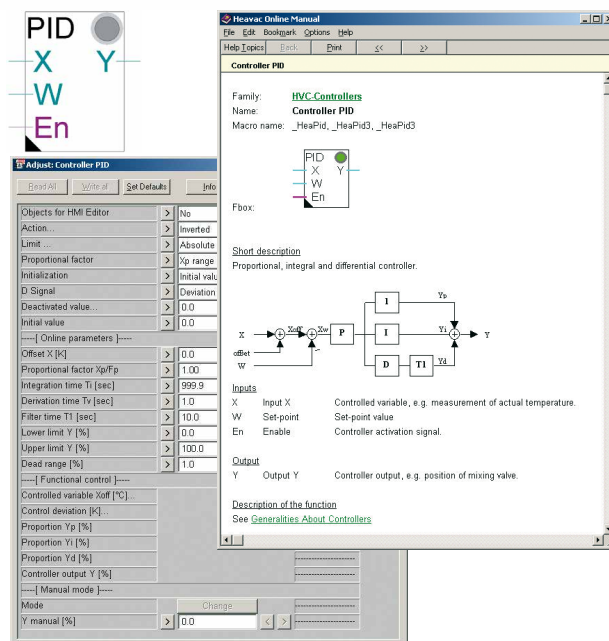 PID
X Y
W
En
Adjust: Controller PID
Read All Write all Set Defaults Info
Objects for HMI Editor > No
Action... > Inverted
Limit ... > Absolute
Proportional factor > Xp range
Initialization > Initial valu
D Signal > Deviation
Deactivated value... > 0.0
Initial value > 0.0
----[ Online parameters ]----
Offset X [K] > 0.0
Proportional factor Xp/Fp > 1.00
Integration time Ti [sec] > 999.9
Derivation time Tv [sec] > 1.0
Filter time T1 [sec] > 10.0
Lower limit Y [%] > 0.0
Upper limit Y [%] > 100.0
Dead range [%] > 1.0
----[ Functional control ]----
Controlled variable Xoff [°C]...
Control deviation [K]...
Proportion Yp [%]
Proportion Yi [%]
Proportion Yd [%]
Controller output Y [%]
----[ Manual mode ]----
Mode Change
Y manual [%] > 0.0 < >
Heavac Online Manual
File Edit Bookmark Options Help
Help Topics Back Print << >>
Controller PID
Family: HVC-Controllers
Name: Controller PID
Macro name: _HeaPid, _HeaPid3, _HeaPid3
PID
X Y
W
En
Fbox:
Short description
Proportional, integral and differential controller.
1 Yp
X Xoff Xw P I Yi Y
offset
W D T1 Yd
Inputs
X Input X Controlled variable, e.g. measurement of actual temperature.
W Set-point Set-point value
En Enable Controller activation signal.
Output
Y Output Y Controller output, e.g. position of mixing valve.
Description of the function
See Generalities About Controllers